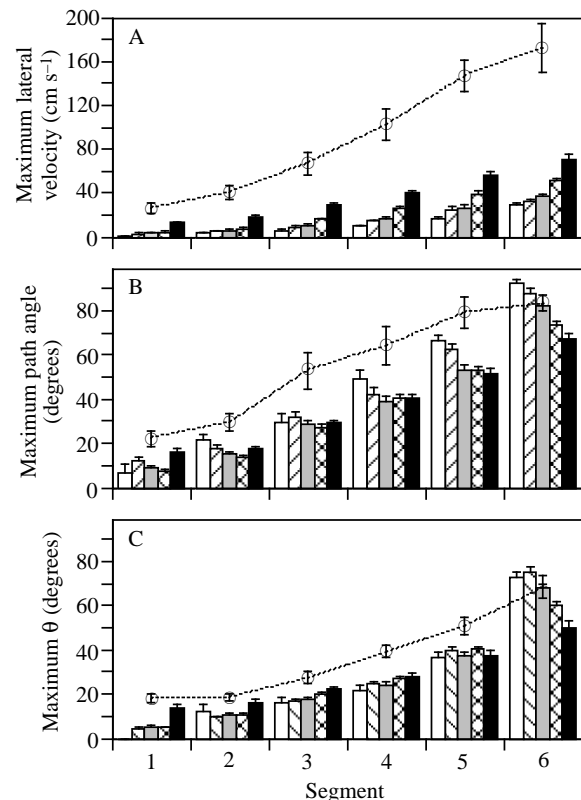 A
Maximum lateral
velocity (cm s⁻¹)
200
160
120
80
40
0
B
Maximum path angle
(degrees)
80
60
40
20
0
C
Maximum θ (degrees)
80
60
40
20
0
1 2 3 4 5 6
Segment